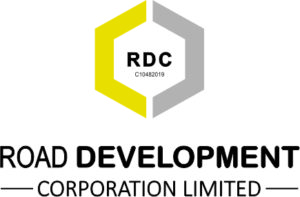 RDC
C10482019
ROAD DEVELOPMENT
CORPORATION LIMITED